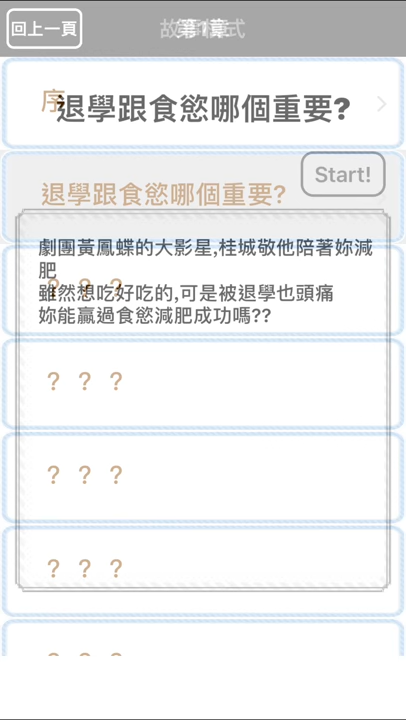 回上一頁
故事模式
第1章
序
退學跟食慾哪個重要?
Start!
退學跟食慾哪個重要?
劇團黃鳳蝶的大影星,桂城敬他陪著妳減
肥
雖然想吃好吃的,可是被退學也頭痛
妳能贏過食慾減肥成功嗎??
? ? ?
? ? ?
? ? ?
? ? ?
? ? ?